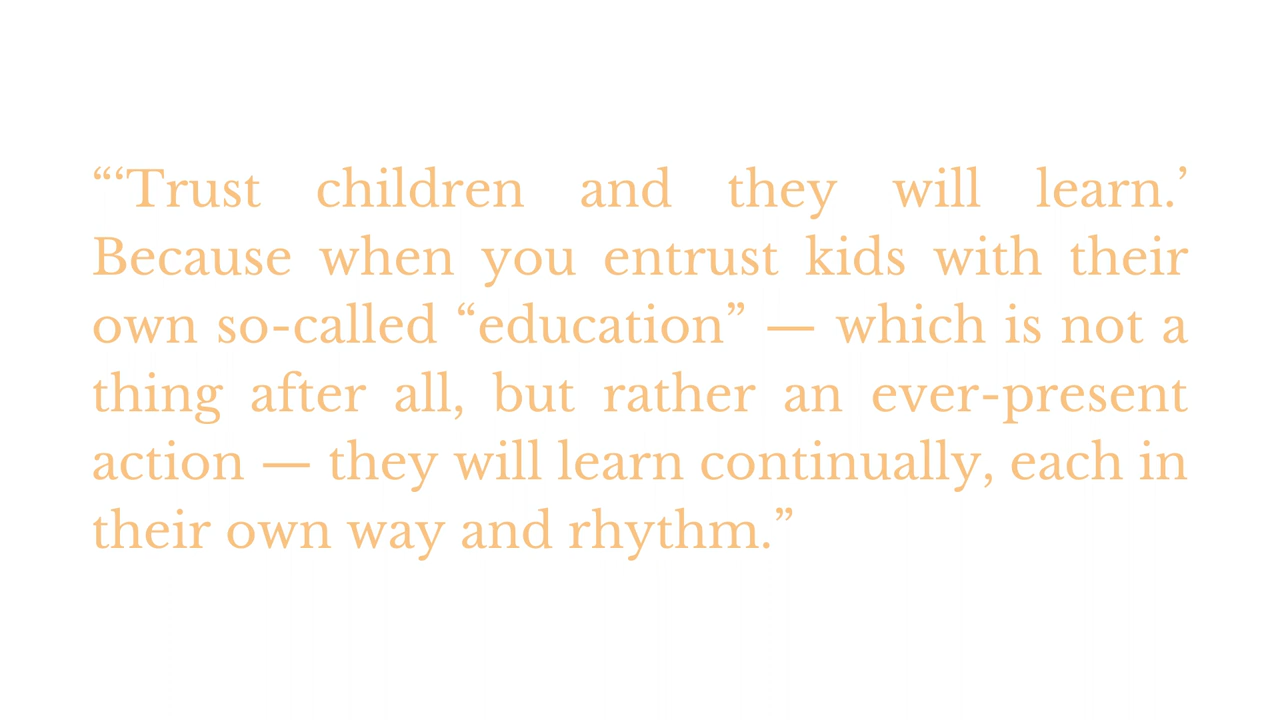 “‘Trust children and they will learn.’
Because when you entrust kids with their
own so-called “education” — which is not a
thing after all, but rather an ever-present
action — they will learn continually, each in
their own way and rhythm.”